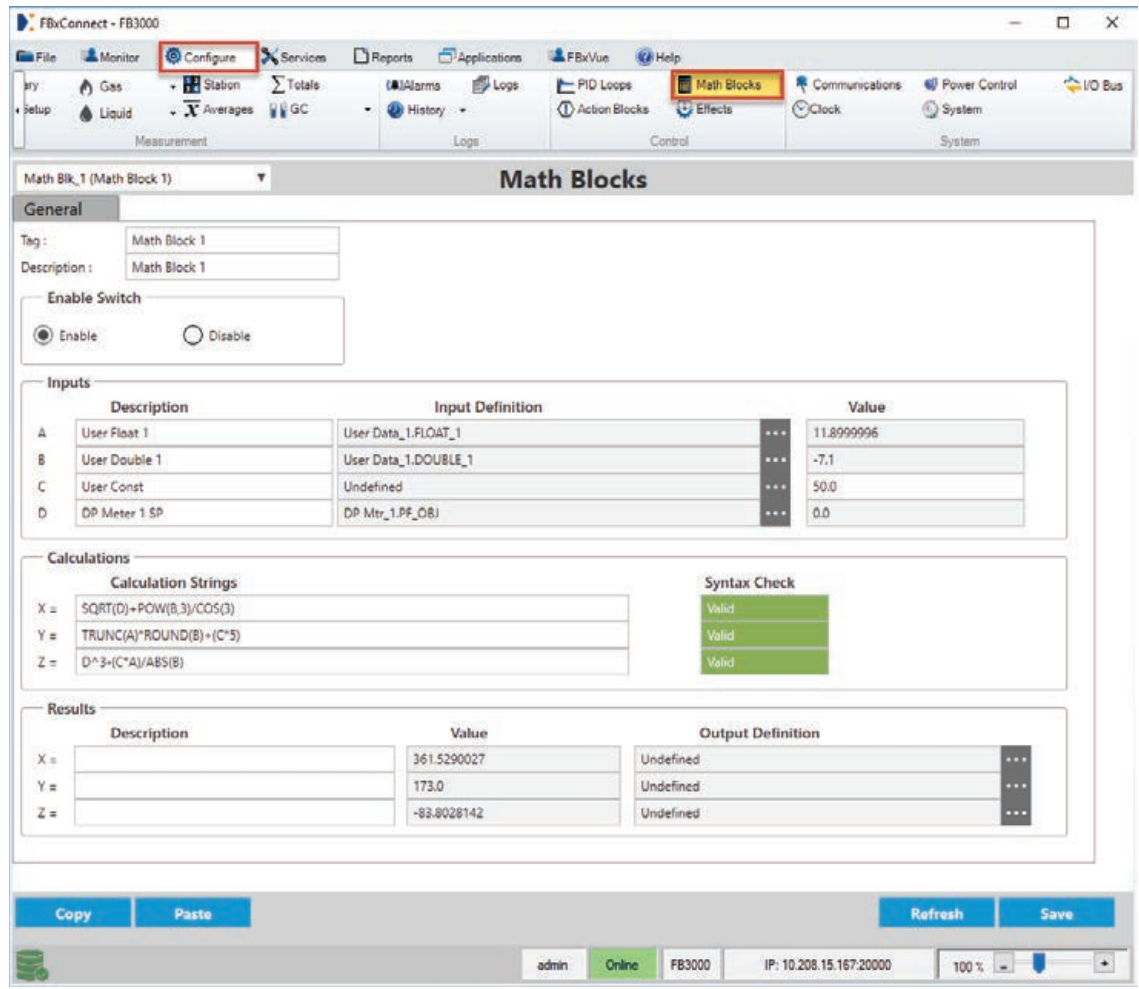 FBxConnect - FB3000
File Monitor Configure Services Reports Applications FBxVue Help
ary Gas Station Totals Alarms Logs PID Loops Math Blocks Communications Power Control I/O Bus
Setup Liquid X Averages GC History Action Blocks Effects Clock System
Measurement Logs Control System
Math Blk_1 (Math Block 1) Math Blocks
General
Tag : Math Block 1
Description : Math Block 1
Enable Switch
Enable Disable
Inputs
Description Input Definition Value
A User Float 1 User Data_1.FLOAT_1 ... 11.8999996
B User Double 1 User Data_1.DOUBLE_1 ... -7.1
C User Const Undefined ... 50.0
D DP Meter 1 SP DP Mtr_1.PF_OBJ ... 0.0
Calculations
Calculation Strings Syntax Check
X = SQRT(D)+POW(B,3)/COS(3) Valid
Y = TRUNC(A)*ROUND(B)+(C*5) Valid
Z = D^3+(C*A)/ABS(B) Valid
Results
Description Value Output Definition
X = 361.5290027 Undefined ...
Y = 173.0 Undefined ...
Z = -83.8028142 Undefined ...
Copy Paste Refresh Save
admin Online FB3000 IP: 10.208.15.167:20000 100 % - +